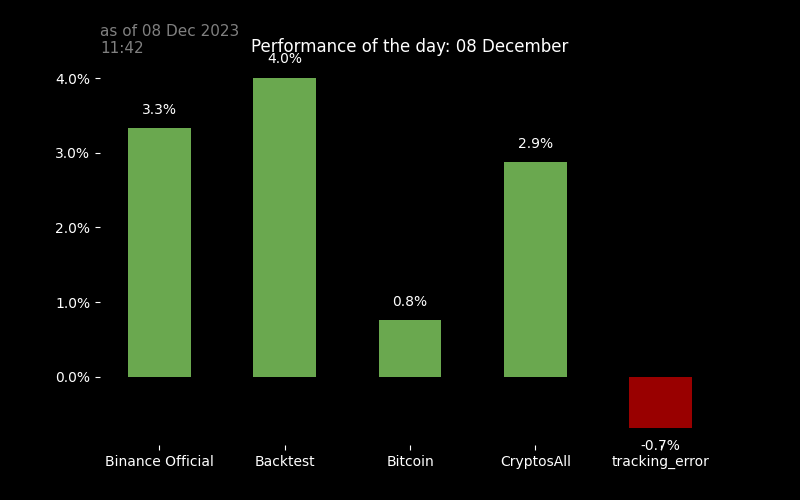 as of 08 Dec 2023
11:42
Performance of the day: 08 December
4.0%
3.0%
2.0%
1.0%
0.0%
3.3%
4.0%
0.8%
2.9%
-0.7%
Binance Official
Backtest
Bitcoin
CryptosAll
tracking_error